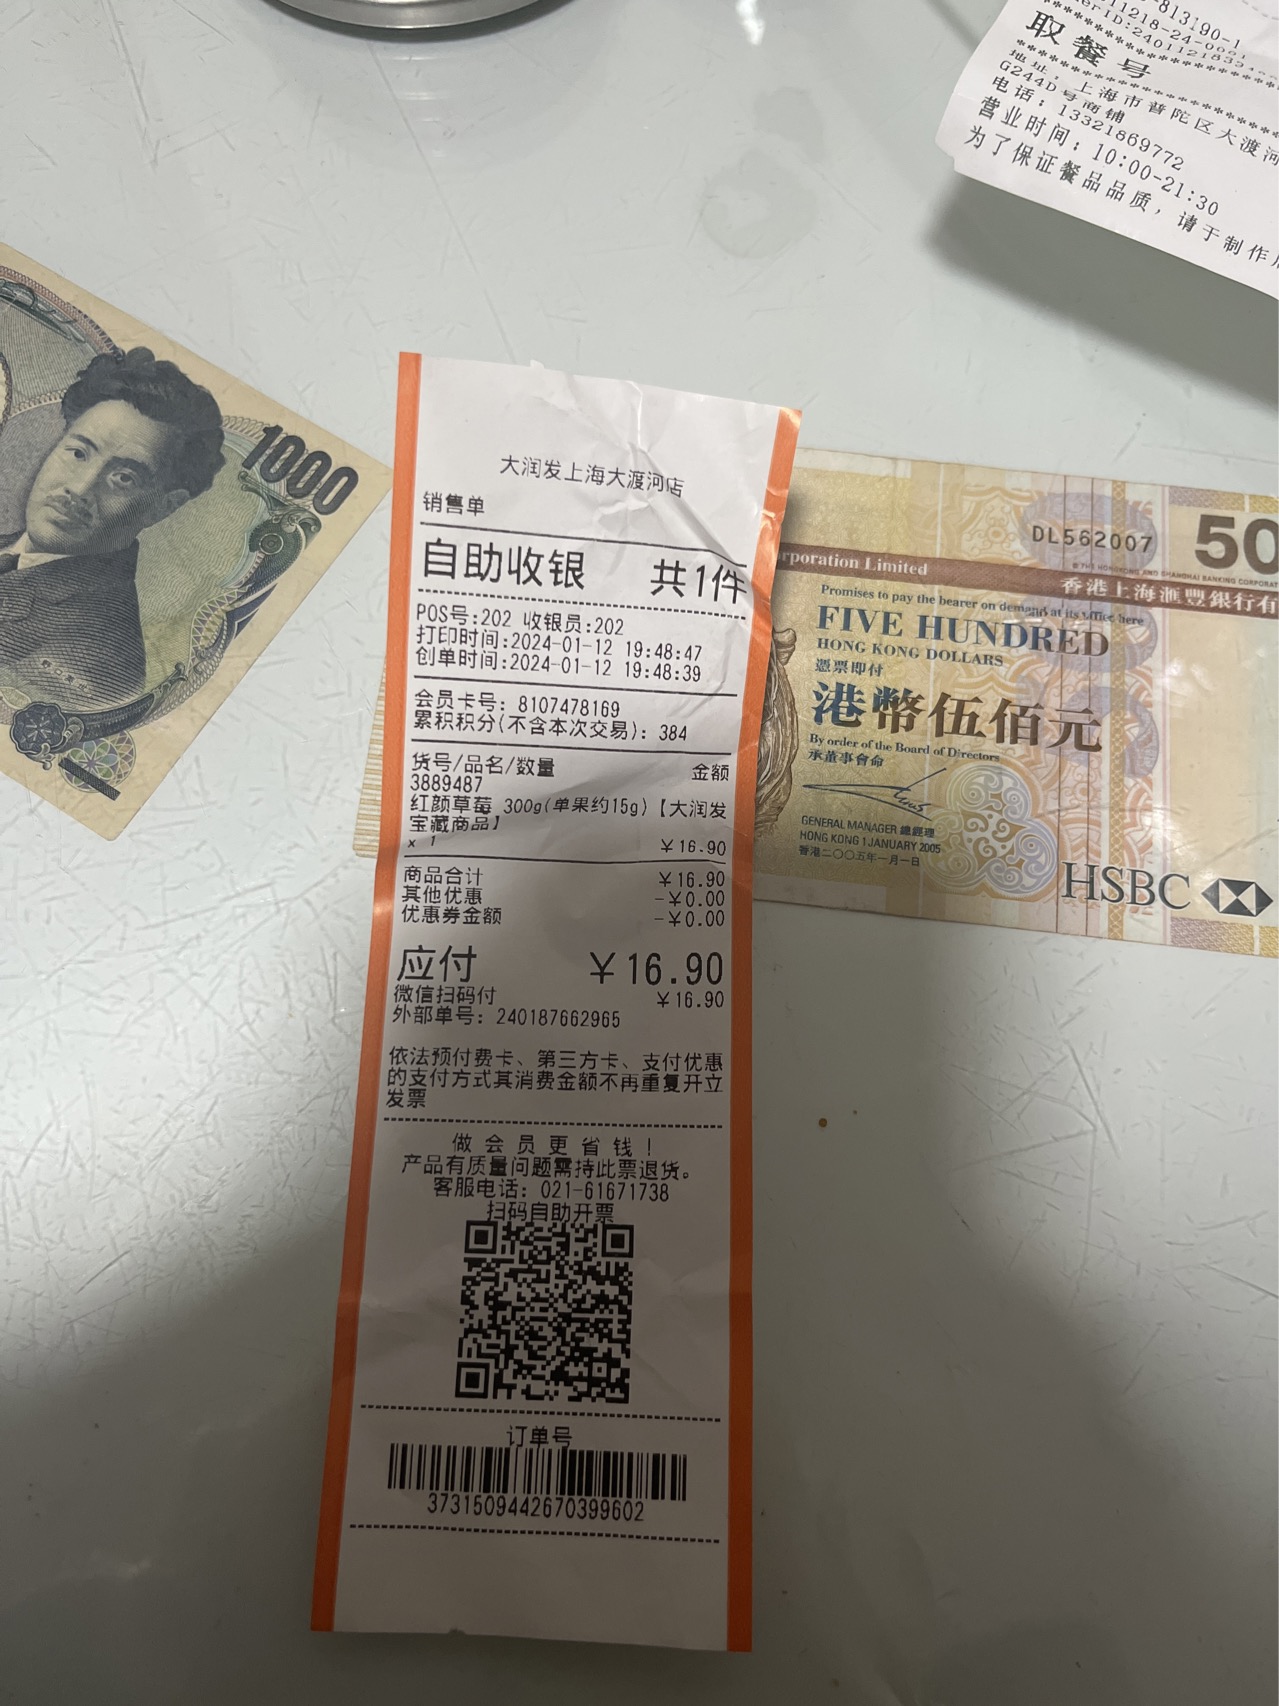 813190-1
取餐号
地址：上海市普陀区大渡河
G244D号商铺
电话：13321869772
营业时间：10:00-21:30
为了保证餐品品质，请于制作
1000
大润发上海大渡河店
销售单
自助收银 共1件
POS号:202 收银员:202
打印时间:2024-01-12 19:48:47
创单时间:2024-01-12 19:48:39
会员卡号：8107478169
累积积分(不含本次交易)：384
货号/品名/数量 金额
3889487
红颜草莓 300g(单果约15g)【大润发
宝藏商品】
x 1 ￥16.90
商品合计 ￥16.90
其他优惠 -￥0.00
优惠券金额 -￥0.00
应付 ￥16.90
微信扫码付 ￥16.90
外部单号：240187662965
依法预付费卡、第三方卡、支付优惠
的支付方式其消费金额不再重复开立
发票
做会员更省钱！
产品有质量问题需持此票退货。
客服电话：021-61671738
扫码自助开票
订单号
3731509442670399602
DL562007
50
rporation Limited
© THE HONGKONG AND SHANGHAI BANKING CORPORAT
香港上海滙豐銀行有
Promises to pay the bearer on demand at its Office here
FIVE HUNDRED
HONG KONG DOLLARS
憑票即付
港幣伍佰元
By order of the Board of Directors
承董事會命
GENERAL MANAGER 總經理
HONG KONG 1 JANUARY 2005
香港二〇〇五年一月一日
HSBC